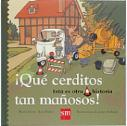 ¡Qué cerditos
Esta es otra historia
tan mañosos!
sm